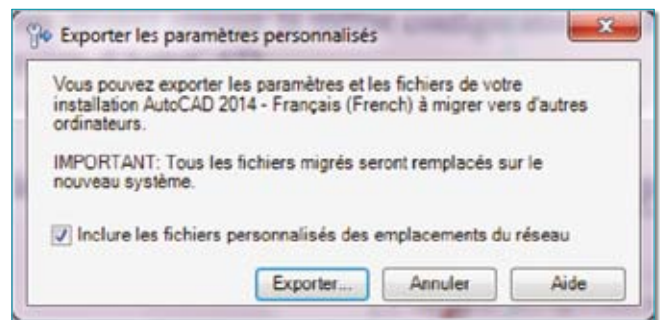 Exporter les paramètres personnalisés
Vous pouvez exporter les paramètres et les fichiers de votre
installation AutoCAD 2014 - Français (French) à migrer vers d'autres
ordinateurs.
IMPORTANT: Tous les fichiers migrés seront remplacés sur le
nouveau système.
Inclure les fichiers personnalisés des emplacements du réseau
Exporter... Annuler Aide